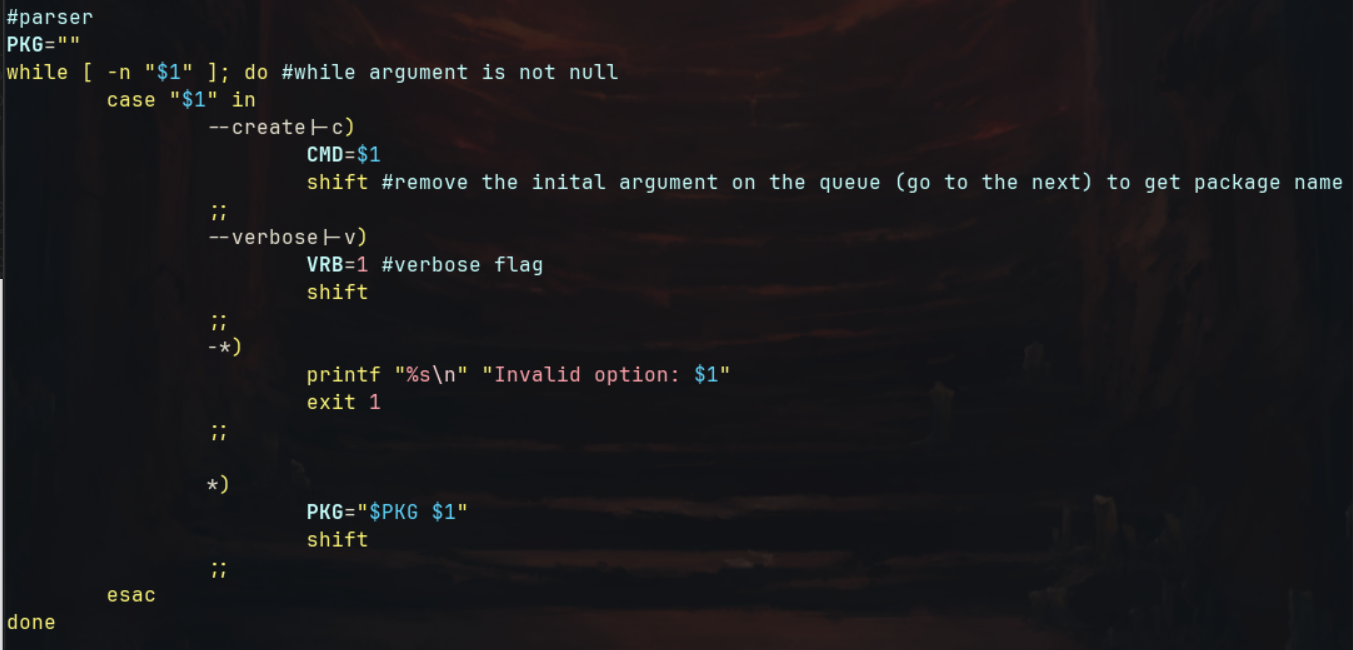 #parser
PKG=""
while [ -n "$1" ]; do #while argument is not null
case "$1" in
--create|-c)
CMD=$1
shift #remove the inital argument on the queue (go to the next) to get package name
;;
--verbose|-v)
VRB=1 #verbose flag
shift
;;
-*)
printf "%s\n" "Invalid option: $1"
exit 1
;;
*)
PKG="$PKG $1"
shift
;;
esac
done